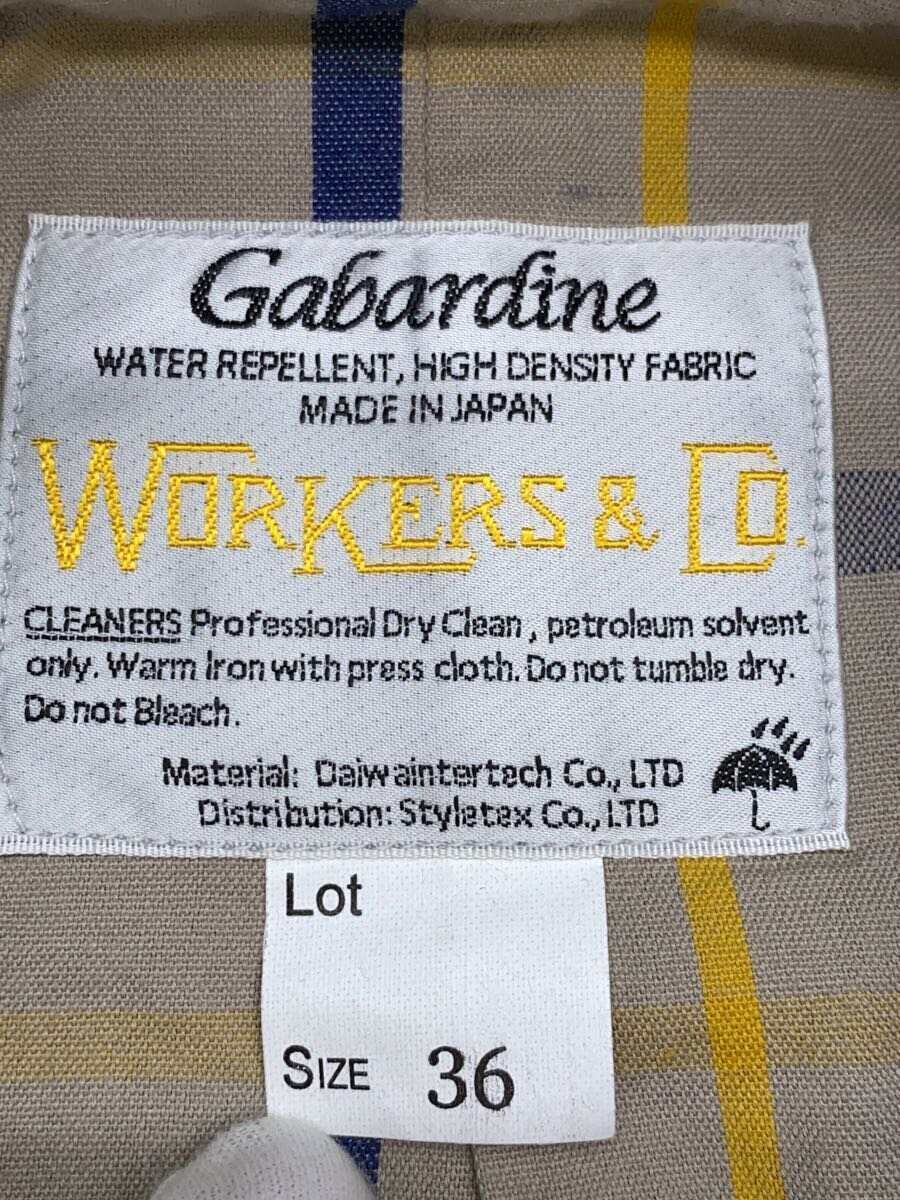 Gabardine
WATER REPELLENT, HIGH DENSITY FABRIC
MADE IN JAPAN
WORKERS & CO.
CLEANERS Professional Dry Clean, petroleum solvent
only. Warm Iron with press cloth. Do not tumble dry.
Do not Bleach.
Material: Daiwaintertech Co., LTD
Distribution: Styletex Co., LTD
Lot
SIZE 36